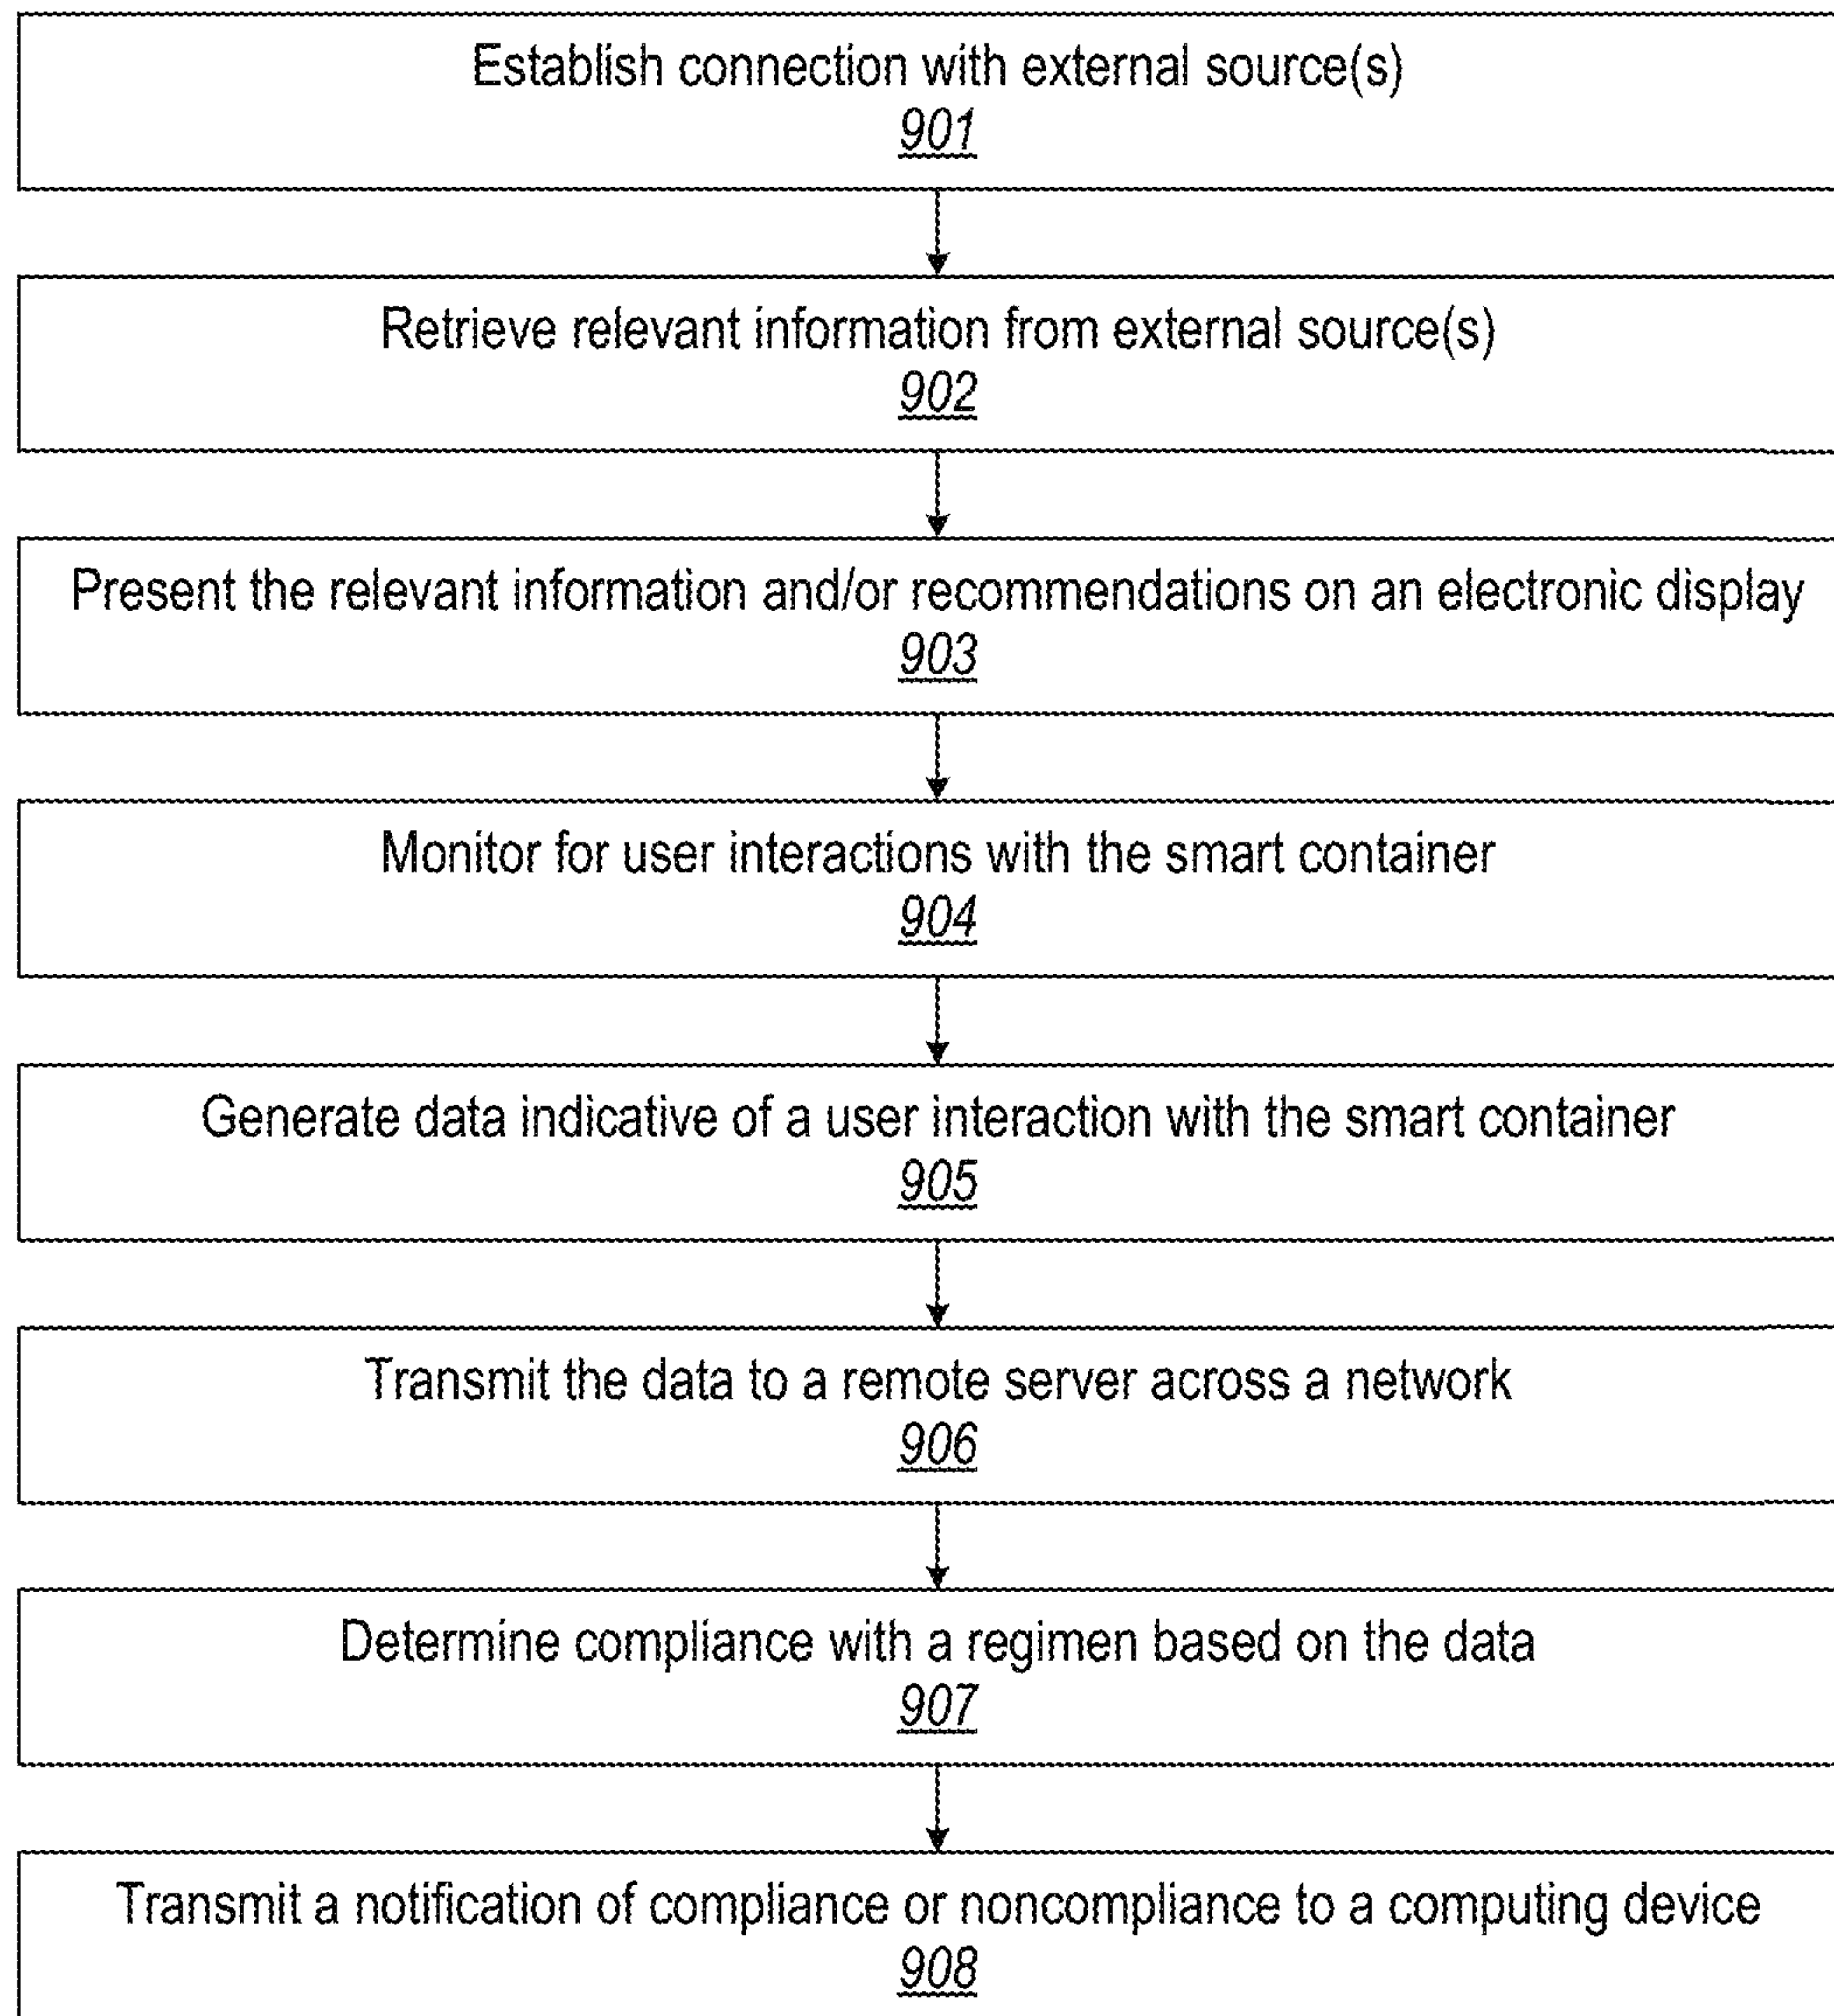 Establish connection with external source(s)
901
Retrieve relevant information from external source(s)
902
Present the relevant information and/or recommendations on an electronic display
903
Monitor for user interactions with the smart container
904
Generate data indicative of a user interaction with the smart container
905
Transmit the data to a remote server across a network
906
Determine compliance with a regimen based on the data
907
Transmit a notification of compliance or noncompliance to a computing device
908